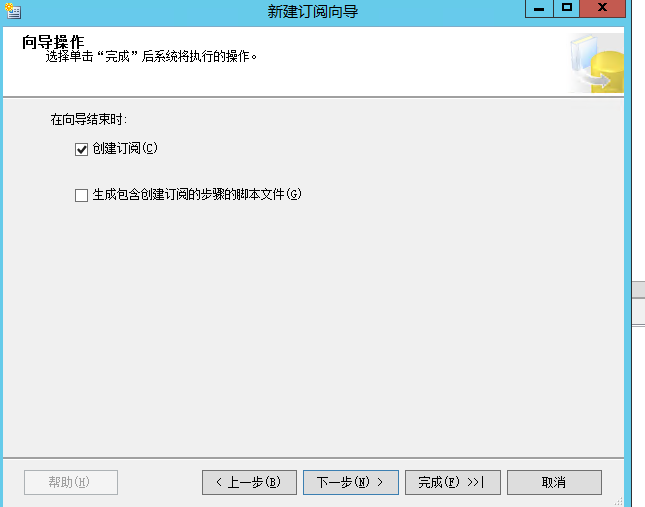 新建订阅向导
向导操作
选择单击“完成”后系统将执行的操作。
在向导结束时:
创建订阅(C)
生成包含创建订阅的步骤的脚本文件(G)
帮助(H)
< 上一步(B)
下一步(N) >
完成(F) >>|
取消